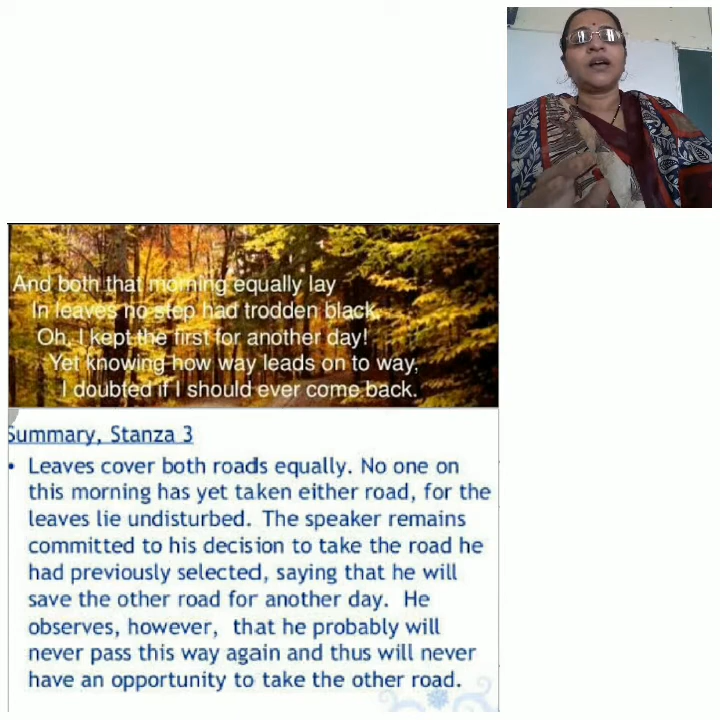 And both that morning equally lay
In leaves no step had trodden black.
Oh, I kept the first for another day!
Yet knowing how way leads on to way,
I doubted if I should ever come back.
Summary, Stanza 3
• Leaves cover both roads equally. No one on
this morning has yet taken either road, for the
leaves lie undisturbed. The speaker remains
committed to his decision to take the road he
had previously selected, saying that he will
save the other road for another day. He
observes, however, that he probably will
never pass this way again and thus will never
have an opportunity to take the other road.